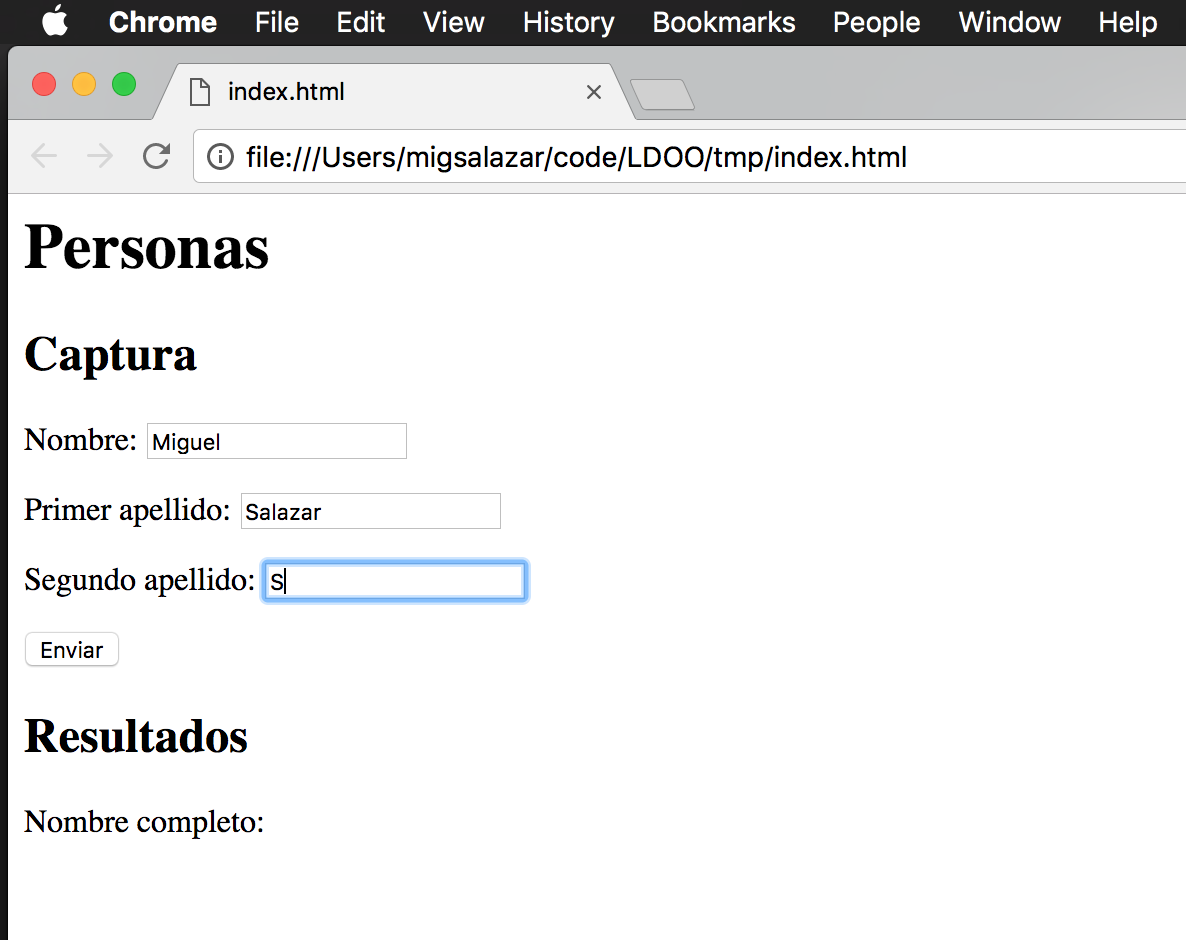 Chrome File Edit View History Bookmarks People Window Help
index.html
file:///Users/migsalazar/code/LDOO/tmp/index.html
Personas
Captura
Nombre: Miguel
Primer apellido: Salazar
Segundo apellido: S
Enviar
Resultados
Nombre completo: